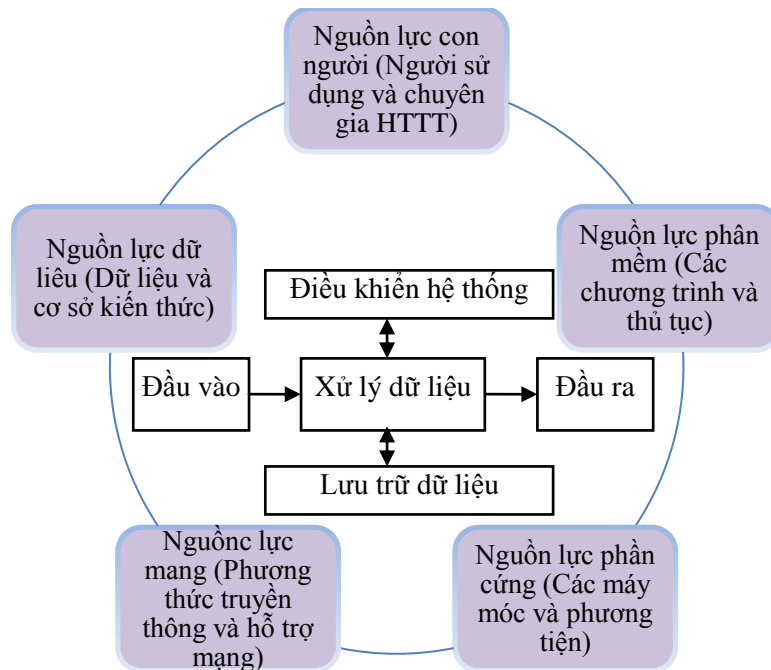 Nguồn lực con
người (Người sử
dụng và chuyên
gia HTTT)
Nguồn lực dữ
liêu (Dữ liệu và
cơ sở kiến thức)
Nguồn lực phân
mềm (Các
chương trình và
thủ tục)
Điều khiển hệ thống
Đầu vào
Xử lý dữ liệu
Đầu ra
Lưu trữ dữ liệu
Nguồnc lực
mang (Phương
thức truyền
thông và hỗ trợ
mạng)
Nguồn lực phần
cứng (Các máy
móc và phương
tiện)